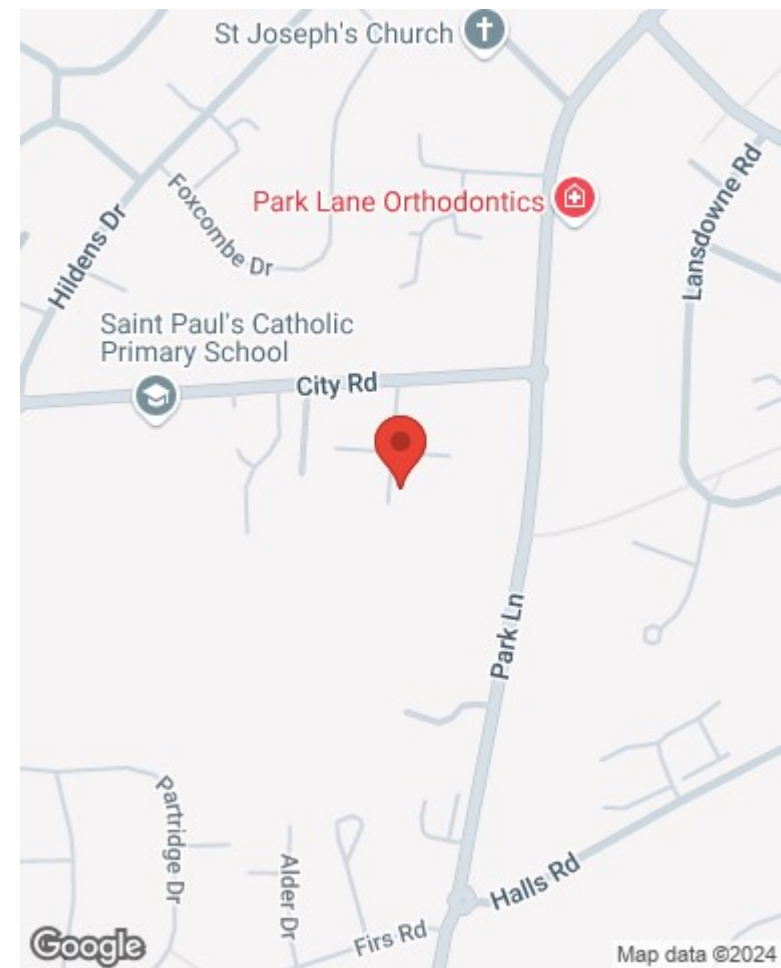 St Joseph's Church
Park Lane Orthodontics
Lansdowne Rd
Foxcombe Dr
Hildens Dr
Saint Paul's Catholic
Primary School
City Rd
Park Ln
Partridge Dr
Alder Dr
Halls Rd
Firs Rd
Google
Map data ©2024